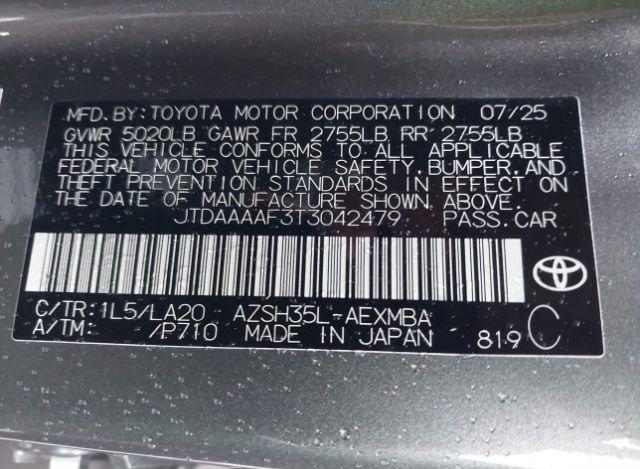 MFD.BY:TOYOTA MOTOR CORPORATION 07/25
GVWR 5020LB GAWR FR 2755LB RR 2755LB
THIS VEHICLE CONFORMS TO ALL APPLICABLE
FEDERAL MOTOR VEHICLE SAFETY,BUMPER,AND
THEFT PREVENTION STANDARDS IN EFFECT ON
THE DATE OF MANUFACTURE SHOWN ABOVE.
JTDAAAAF3T3042479 PASS.CAR
C/TR:1L5/LA20 AZSH35L-AEXMBA
A/TM: /P710 MADE IN JAPAN 819 C